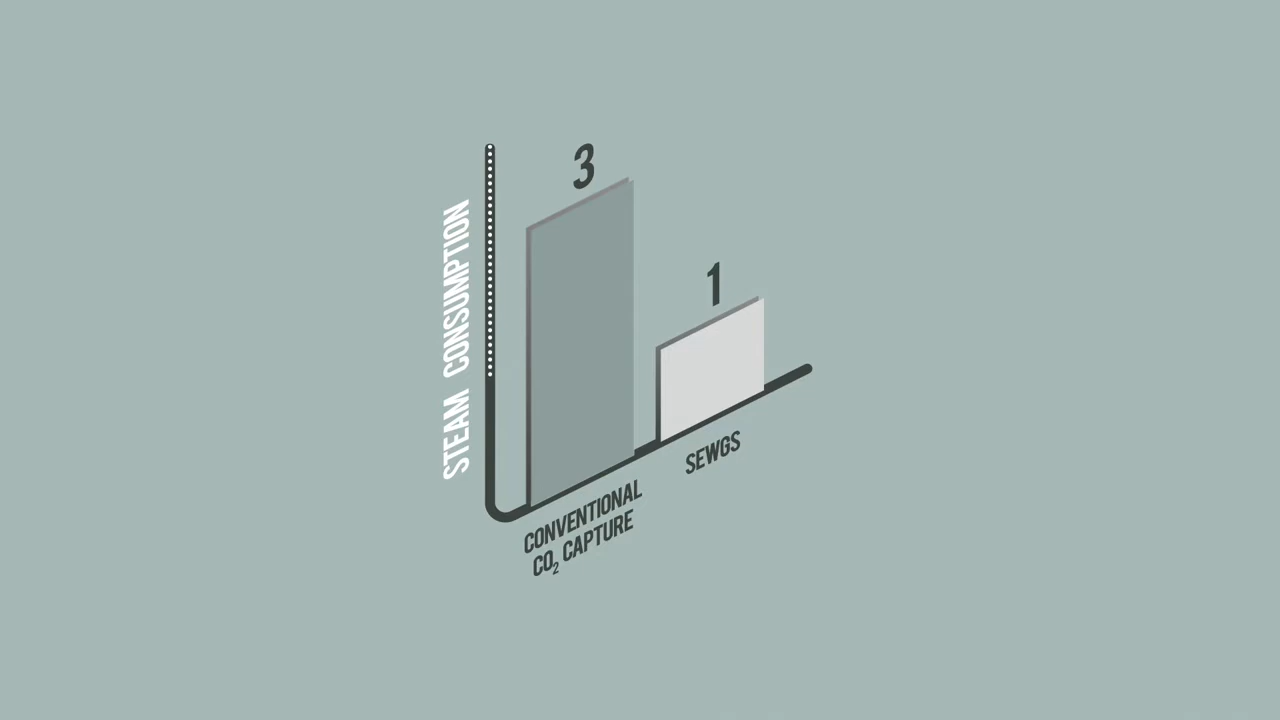 STEAM CONSUMPTION
3
1
CONVENTIONAL
CO₂ CAPTURE
SEWGS